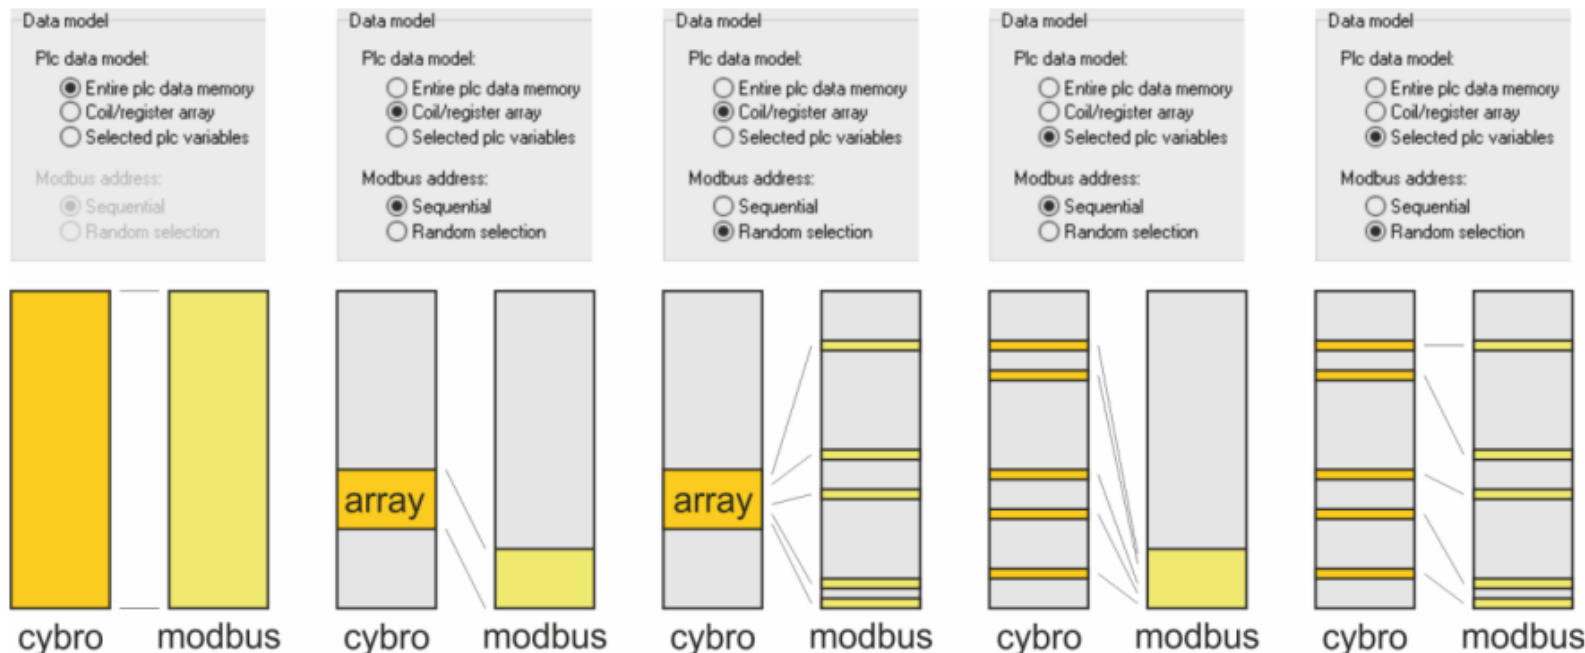 Data model
Plc data model:
Entire plc data memory
Coil/register array
Selected plc variables
Modbus address:
Sequential
Random selection
cybro modbus
Data model
Plc data model:
Entire plc data memory
Coil/register array
Selected plc variables
Modbus address:
Sequential
Random selection
array
cybro modbus
Data model
Plc data model:
Entire plc data memory
Coil/register array
Selected plc variables
Modbus address:
Sequential
Random selection
array
cybro modbus
Data model
Plc data model:
Entire plc data memory
Coil/register array
Selected plc variables
Modbus address:
Sequential
Random selection
cybro modbus
Data model
Plc data model:
Entire plc data memory
Coil/register array
Selected plc variables
Modbus address:
Sequential
Random selection
cybro modbus